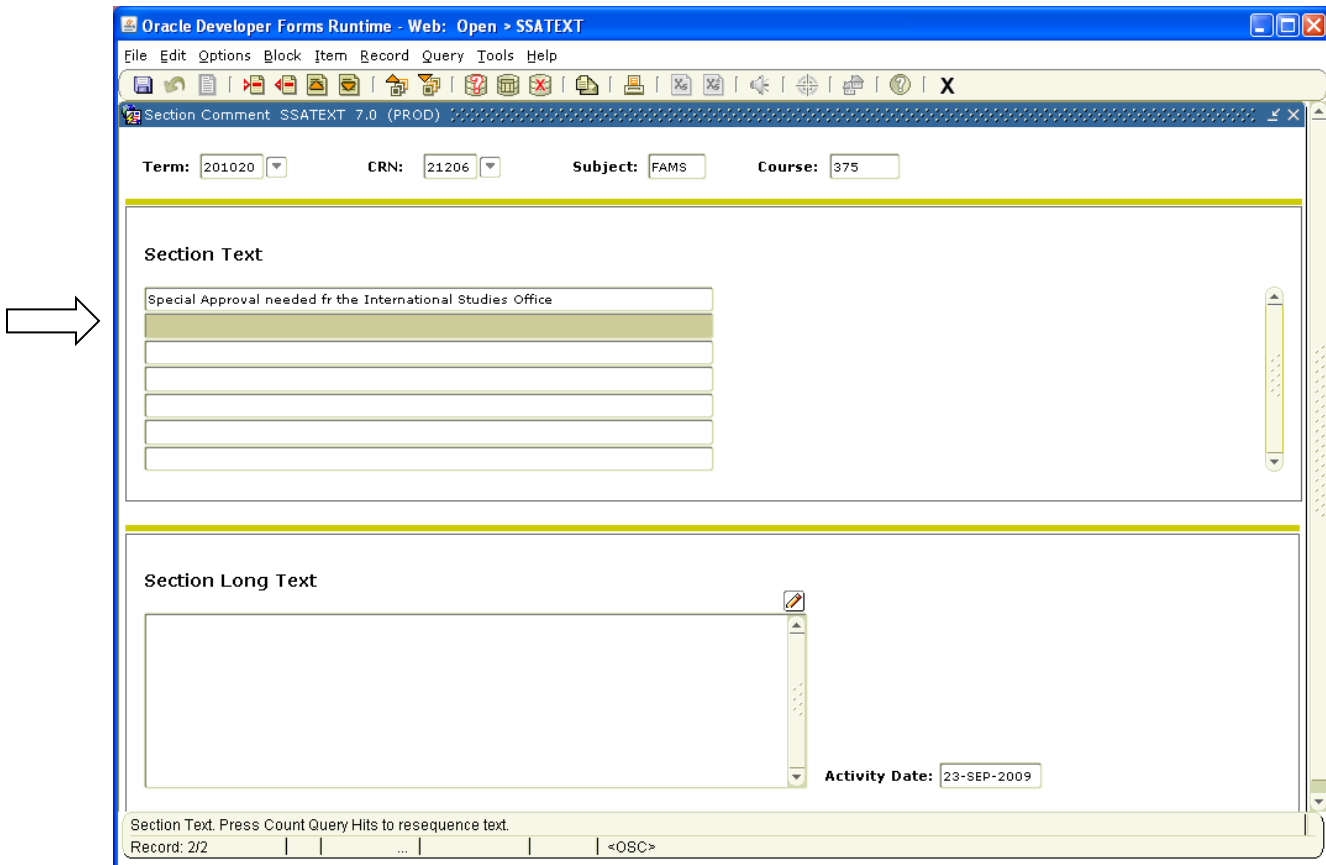 Oracle Developer Forms Runtime - Web: Open > SSATEXT
File Edit Options Block Item Record Query Tools Help
X
Section Comment SSATEXT 7.0 (PROD)
Term: 201020 CRN: 21206 Subject: FAMS Course: 375
Section Text
Special Approval needed fr the International Studies Office
Section Long Text
Activity Date: 23-SEP-2009
Section Text. Press Count Query Hits to resequence text.
Record: 2/2 ... <OSC>